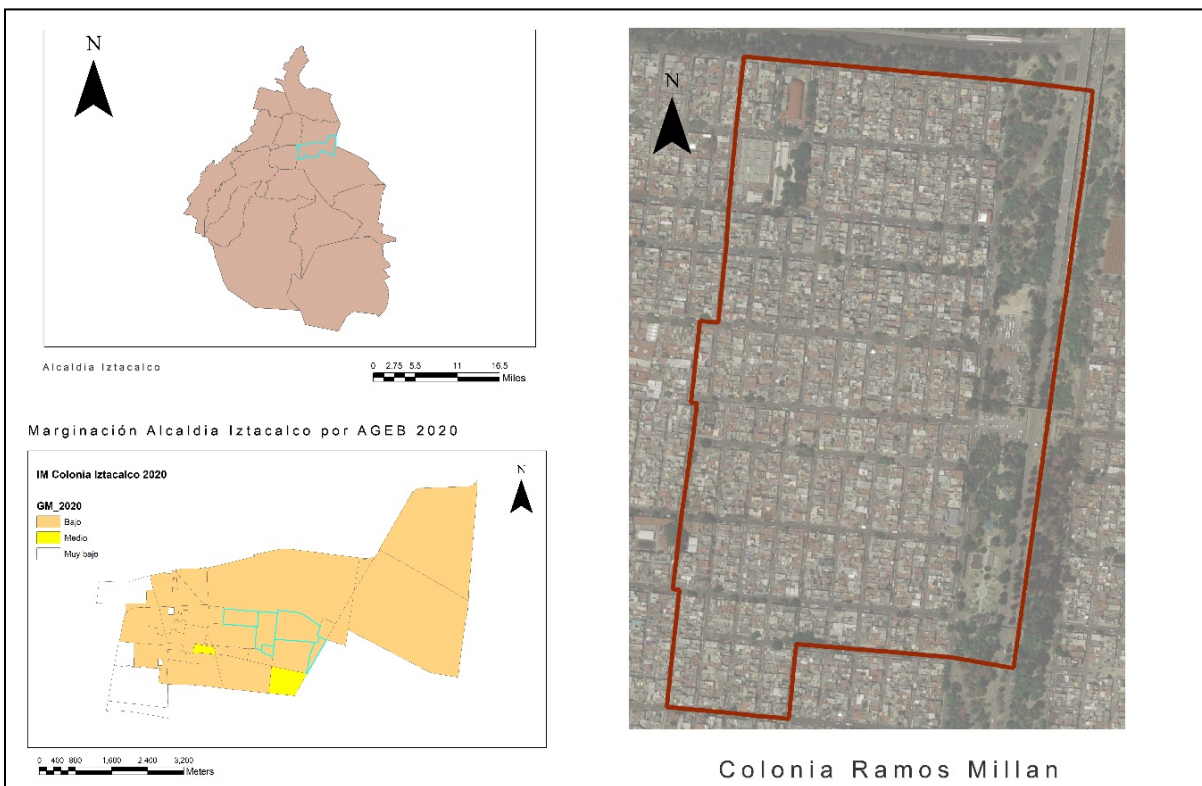 N
Alcaldia Iztacalco
0 2.75 5.5 11 16.5
Miles
Marginación Alcaldia Iztacalco por AGEB 2020
IM Colonia Iztacalco 2020
N
GM_2020
Bajo
Medio
Muy bajo
0 400 800 1,600 2,400 3,200
Meters
N
Colonia Ramos Millan